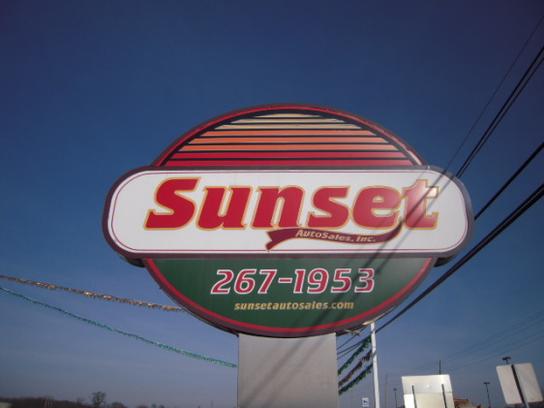 Sunset
AutoSales, Inc.
267-1953
sunsetautosales.com